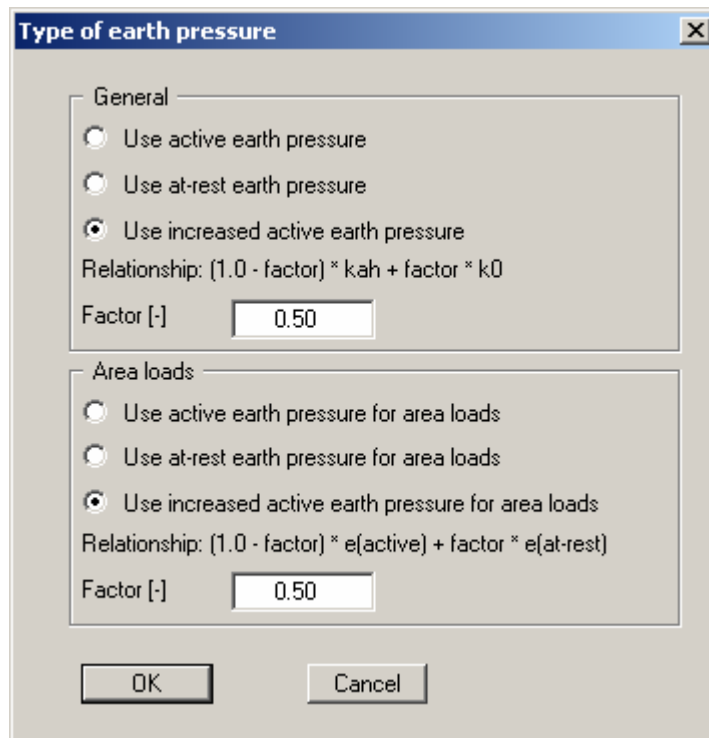 Type of earth pressure
General
Use active earth pressure
Use at-rest earth pressure
Use increased active earth pressure
Relationship: (1.0 - factor) * kah + factor * k0
Factor [-] 0.50
Area loads
Use active earth pressure for area loads
Use at-rest earth pressure for area loads
Use increased active earth pressure for area loads
Relationship: (1.0 - factor) * e(active) + factor * e(at-rest)
Factor [-] 0.50
OK Cancel